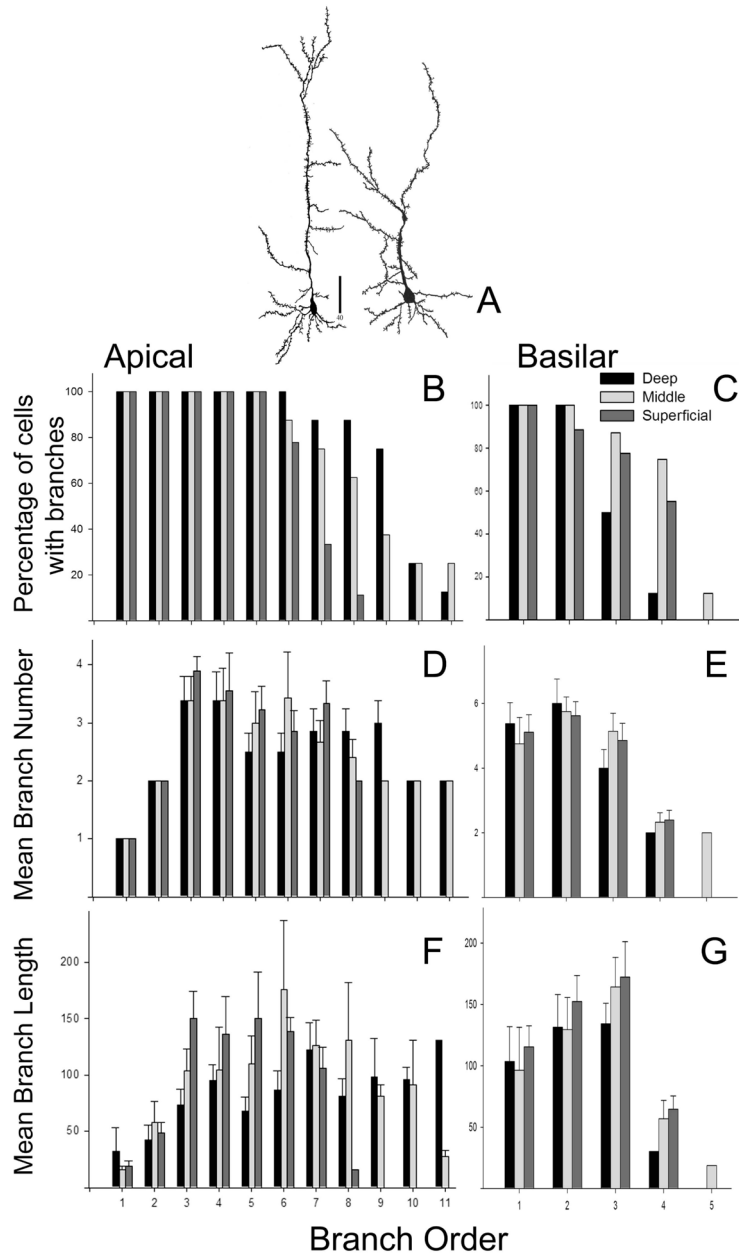 40
A
Apical
Basilar
B
C
Deep
Middle
Superficial
Percentage of cells
with branches
100
80
60
40
20
100
80
60
40
20
D
E
Mean Branch Number
4
3
2
1
6
4
2
F
G
Mean Branch Length
200
150
100
50
200
150
100
50
1 2 3 4 5 6 7 8 9 10 11
1 2 3 4 5
Branch Order